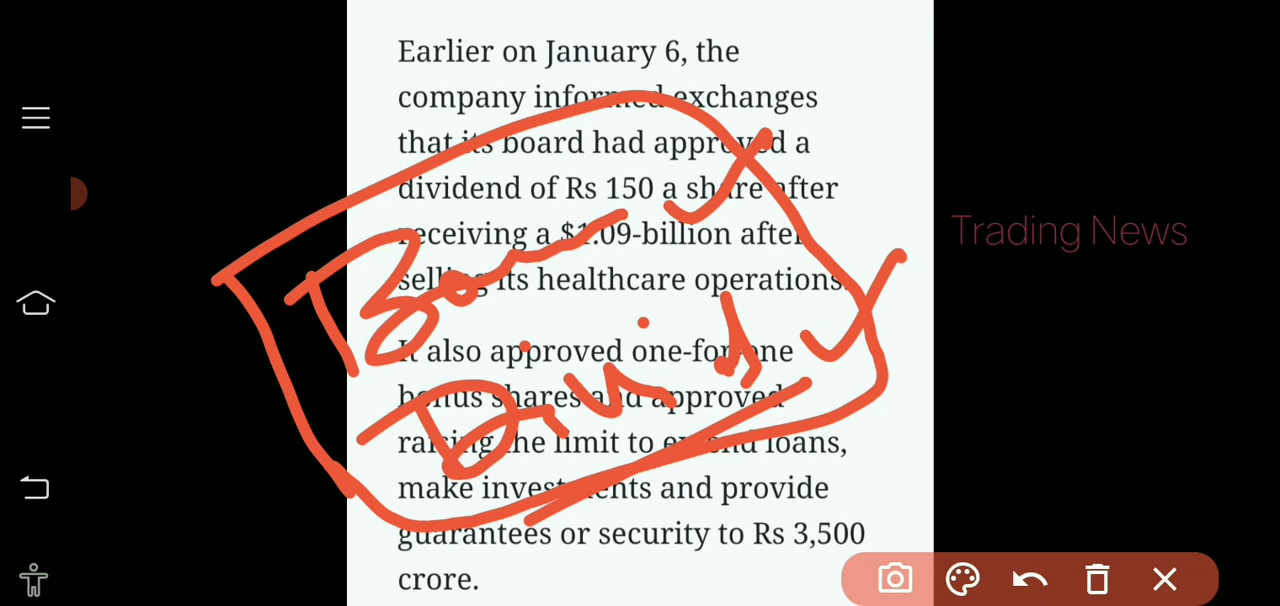 Earlier on January 6, the
company informed exchanges
that its board had approved a
dividend of Rs 150 a share after
receiving a $1.09-billion after
selling its healthcare operations.
It also approved one-for-one
bonus shares and approved
raising the limit to extend loans,
make investments and provide
guarantees or security to Rs 3,500
crore.
Trading News